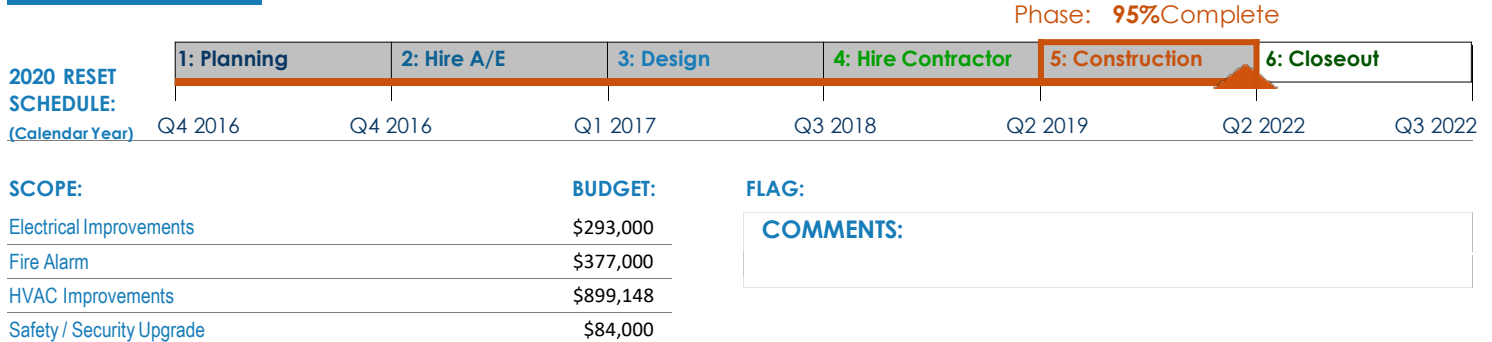 Phase: 95%Complete
1: Planning 2: Hire A/E 3: Design 4: Hire Contractor 5: Construction 6: Closeout
2020 RESET
SCHEDULE:
(Calendar Year) Q4 2016 Q4 2016 Q1 2017 Q3 2018 Q2 2019 Q2 2022 Q3 2022
SCOPE: BUDGET: FLAG:
Electrical Improvements $293,000 COMMENTS:
Fire Alarm $377,000
HVAC Improvements $899,148
Safety / Security Upgrade $84,000